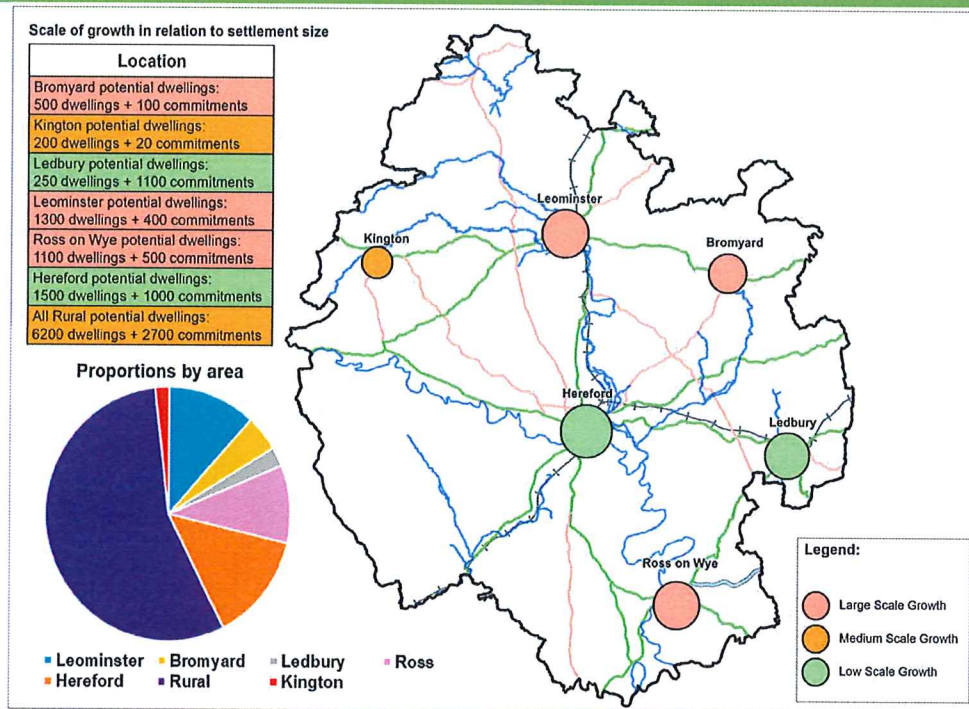 Scale of growth in relation to settlement size
Location
Bromyard potential dwellings:
500 dwellings + 100 commitments
Kington potential dwellings:
200 dwellings + 20 commitments
Ledbury potential dwellings:
250 dwellings + 1100 commitments
Leominster potential dwellings:
1300 dwellings + 400 commitments
Ross on Wye potential dwellings:
1100 dwellings + 500 commitments
Hereford potential dwellings:
1500 dwellings + 1000 commitments
All Rural potential dwellings:
6200 dwellings + 2700 commitments
Leominster
Kington
Bromyard
Hereford
Ledbury
Ross on Wye
Proportions by area
Leominster Bromyard Ledbury Ross
Hereford Rural Kington
Legend:
Large Scale Growth
Medium Scale Growth
Low Scale Growth